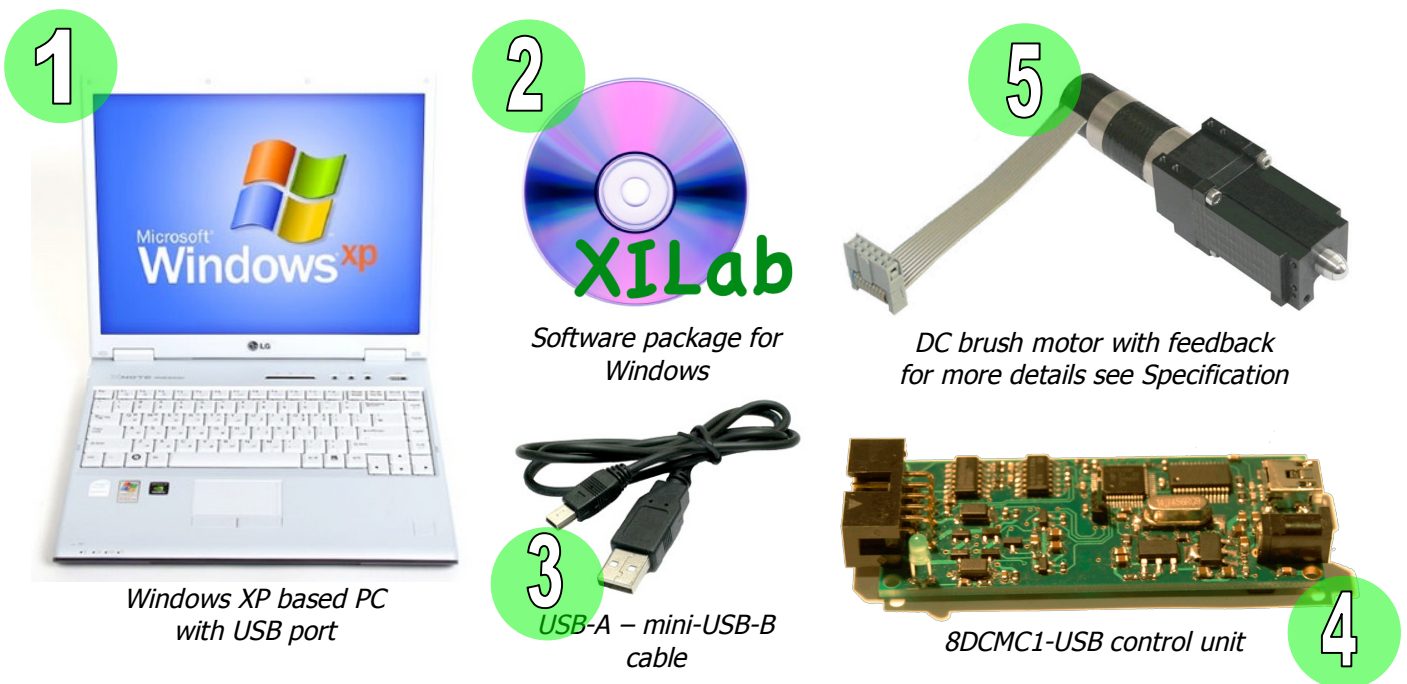 1
Microsoft
Windows xp
LG
XNOTE
Windows XP based PC
with USB port
2
XILab
Software package for
Windows
3
USB-A – mini-USB-B
cable
5
DC brush motor with feedback
for more details see Specification
8DCMC1-USB control unit
4